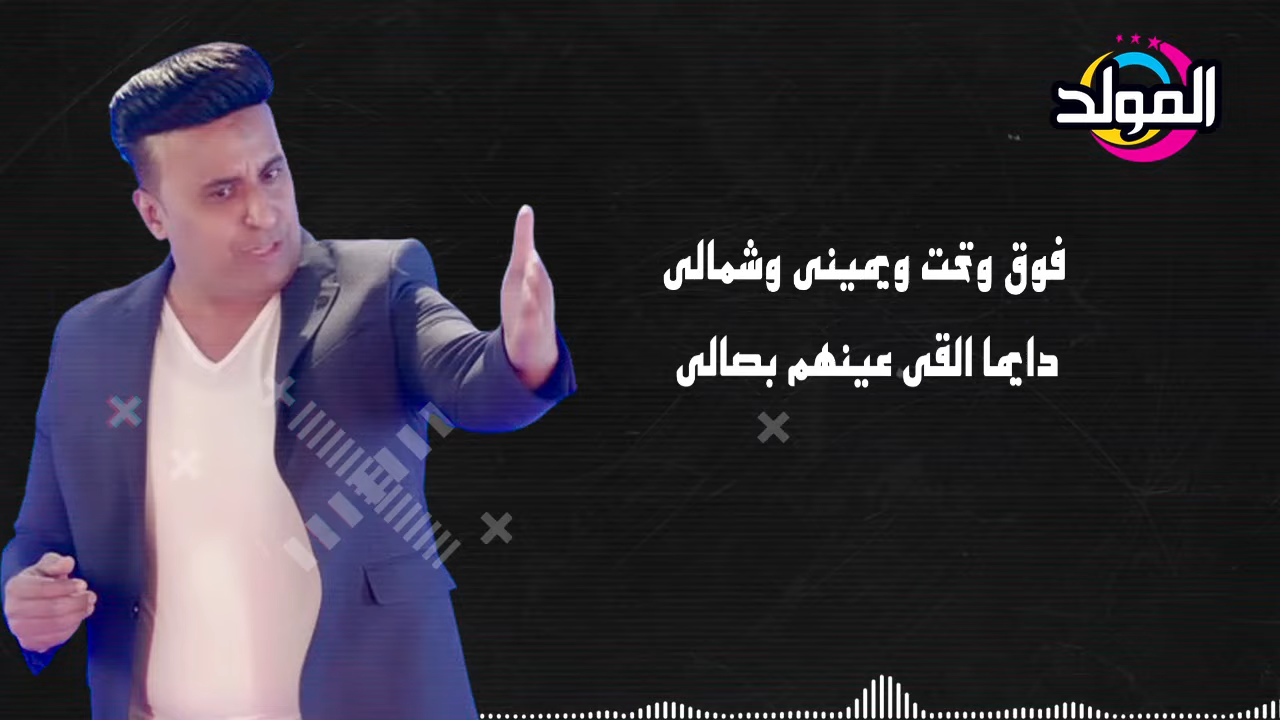 المولد
فوق وتحت ويمينى وشمالى
دايما القى عينهم بصالى